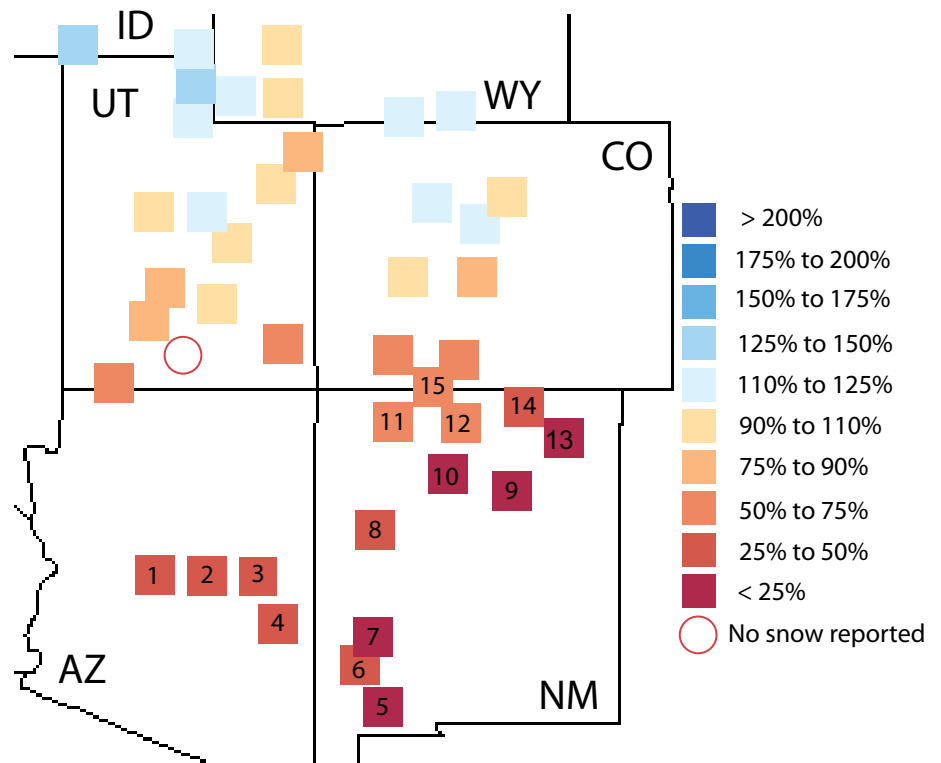 ID
UT
WY
CO
> 200%
175% to 200%
150% to 175%
125% to 150%
110% to 125%
90% to 110%
75% to 90%
50% to 75%
25% to 50%
< 25%
No snow reported
15
14
11
12
13
10
9
8
1
2
3
4
7
6
5
AZ
NM